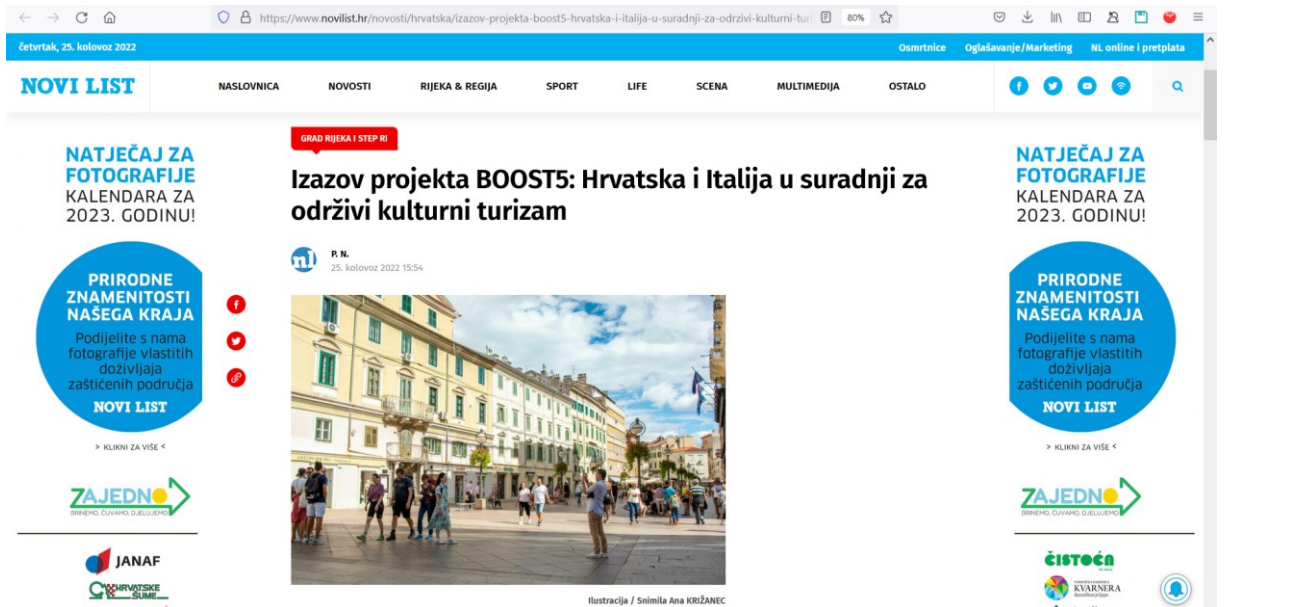 https://www.novilist.hr/novosti/hrvatska/izazov-projekta-boost5-hrvatska-i-italija-u-suradnji-za-odrzivi-kulturni-turi
80%
četvrtak, 25. kolovoz 2022
Osmrtnice
Oglašavanje/Marketing
NL online i pretplata
NOVI LIST
NASLOVNICA
NOVOSTI
RIJEKA & REGIJA
SPORT
LIFE
SCENA
MULTIMEDIJA
OSTALO
GRAD RIJEKA I STEP RI
Izazov projekta BOOST5: Hrvatska i Italija u suradnji za
održivi kulturni turizam
nl
P. N.
25. kolovoz 2022 15:54
Ilustracija / Snimila Ana KRIŽANEC
NATJEČAJ ZA
FOTOGRAFIJE
KALENDARA ZA
2023. GODINU!
PRIRODNE
ZNAMENITOSTI
NAŠEGA KRAJA
Podijelite s nama
fotografije vlastitih
doživljaja
zaštićenih područja
NOVI LIST
> KLIKNI ZA VIŠE <
ZAJEDNO
BRINEMO. ČUVAMO. DJELUJEMO.
JANAF
HRVATSKE
ŠUME
NATJEČAJ ZA
FOTOGRAFIJE
KALENDARA ZA
2023. GODINU!
PRIRODNE
ZNAMENITOSTI
NAŠEGA KRAJA
Podijelite s nama
fotografije vlastitih
doživljaja
zaštićenih područja
NOVI LIST
> KLIKNI ZA VIŠE <
ZAJEDNO
BRINEMO. ČUVAMO. DJELUJEMO.
ČISTOĆA
KVARNERA